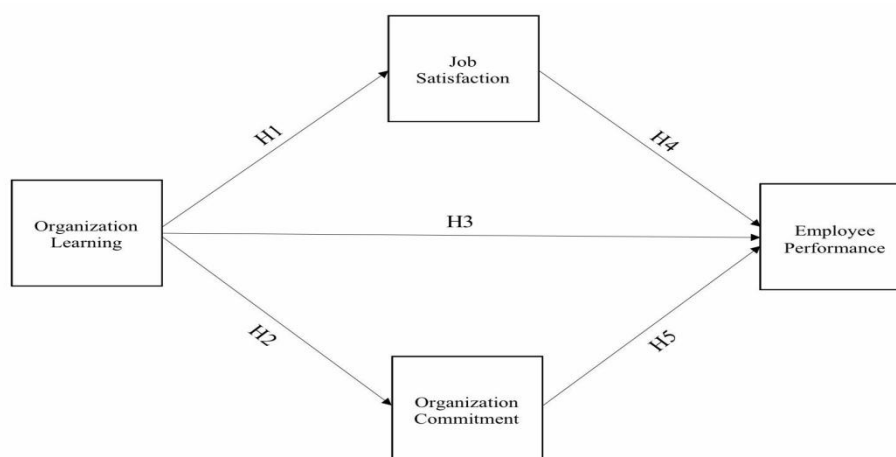 Job
Satisfaction
H1
H4
Organization
Learning
H3
Employee
Performance
H2
H5
Organization
Commitment